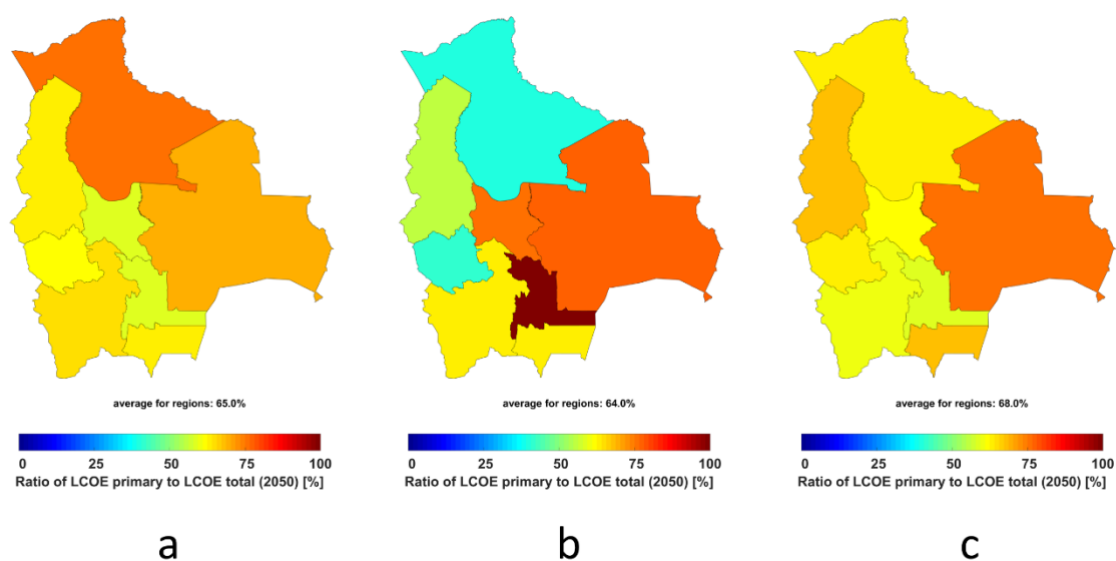 average for regions: 65.0%
average for regions: 64.0%
average for regions: 68.0%
0 25 50 75 100
Ratio of LCOE primary to LCOE total (2050) [%]
0 25 50 75 100
Ratio of LCOE primary to LCOE total (2050) [%]
0 25 50 75 100
Ratio of LCOE primary to LCOE total (2050) [%]
a
b
c